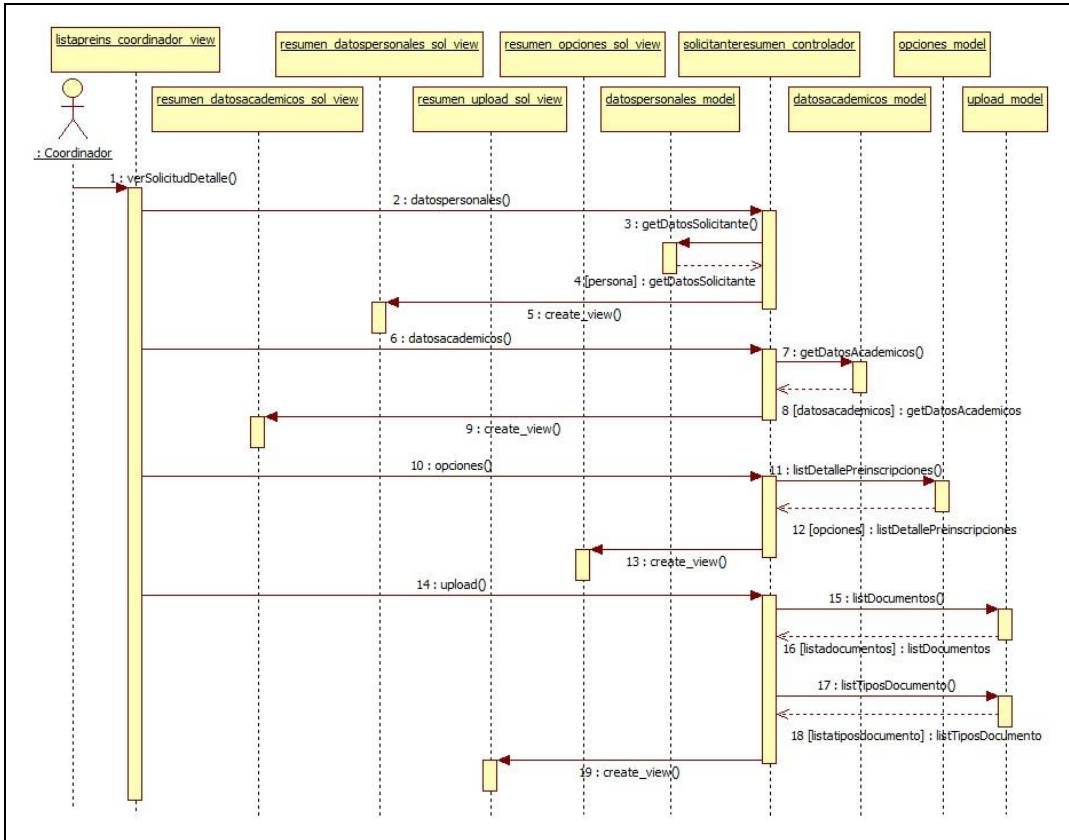 listapreins_coordinador_view
resumen_datospersonales_sol_view
resumen_opciones_sol_view
solicitanteresumen_controlador
opciones_model
resumen_datosacademicos_sol_view
resumen_upload_sol_view
datospersonales_model
datosacademicos_model
upload_model
: Coordinador
1 : verSolicitudDetalle()
2 : datospersonales()
3 : getDatosSolicitante()
4 [persona] : getDatosSolicitante
5 : create_view()
6 : datosacademicos()
7 : getDatosAcademicos()
8 [datosacademicos] : getDatosAcademicos
9 : create_view()
10 : opciones()
11 : listDetallePreinscripciones()
12 [opciones] : listDetallePreinscripciones
13 : create_view()
14 : upload()
15 : listDocumentos()
16 [listadocumentos] : listDocumentos
17 : listTiposDocumento()
18 [listatiposdocumento] : listTiposDocumento
19 : create_view()